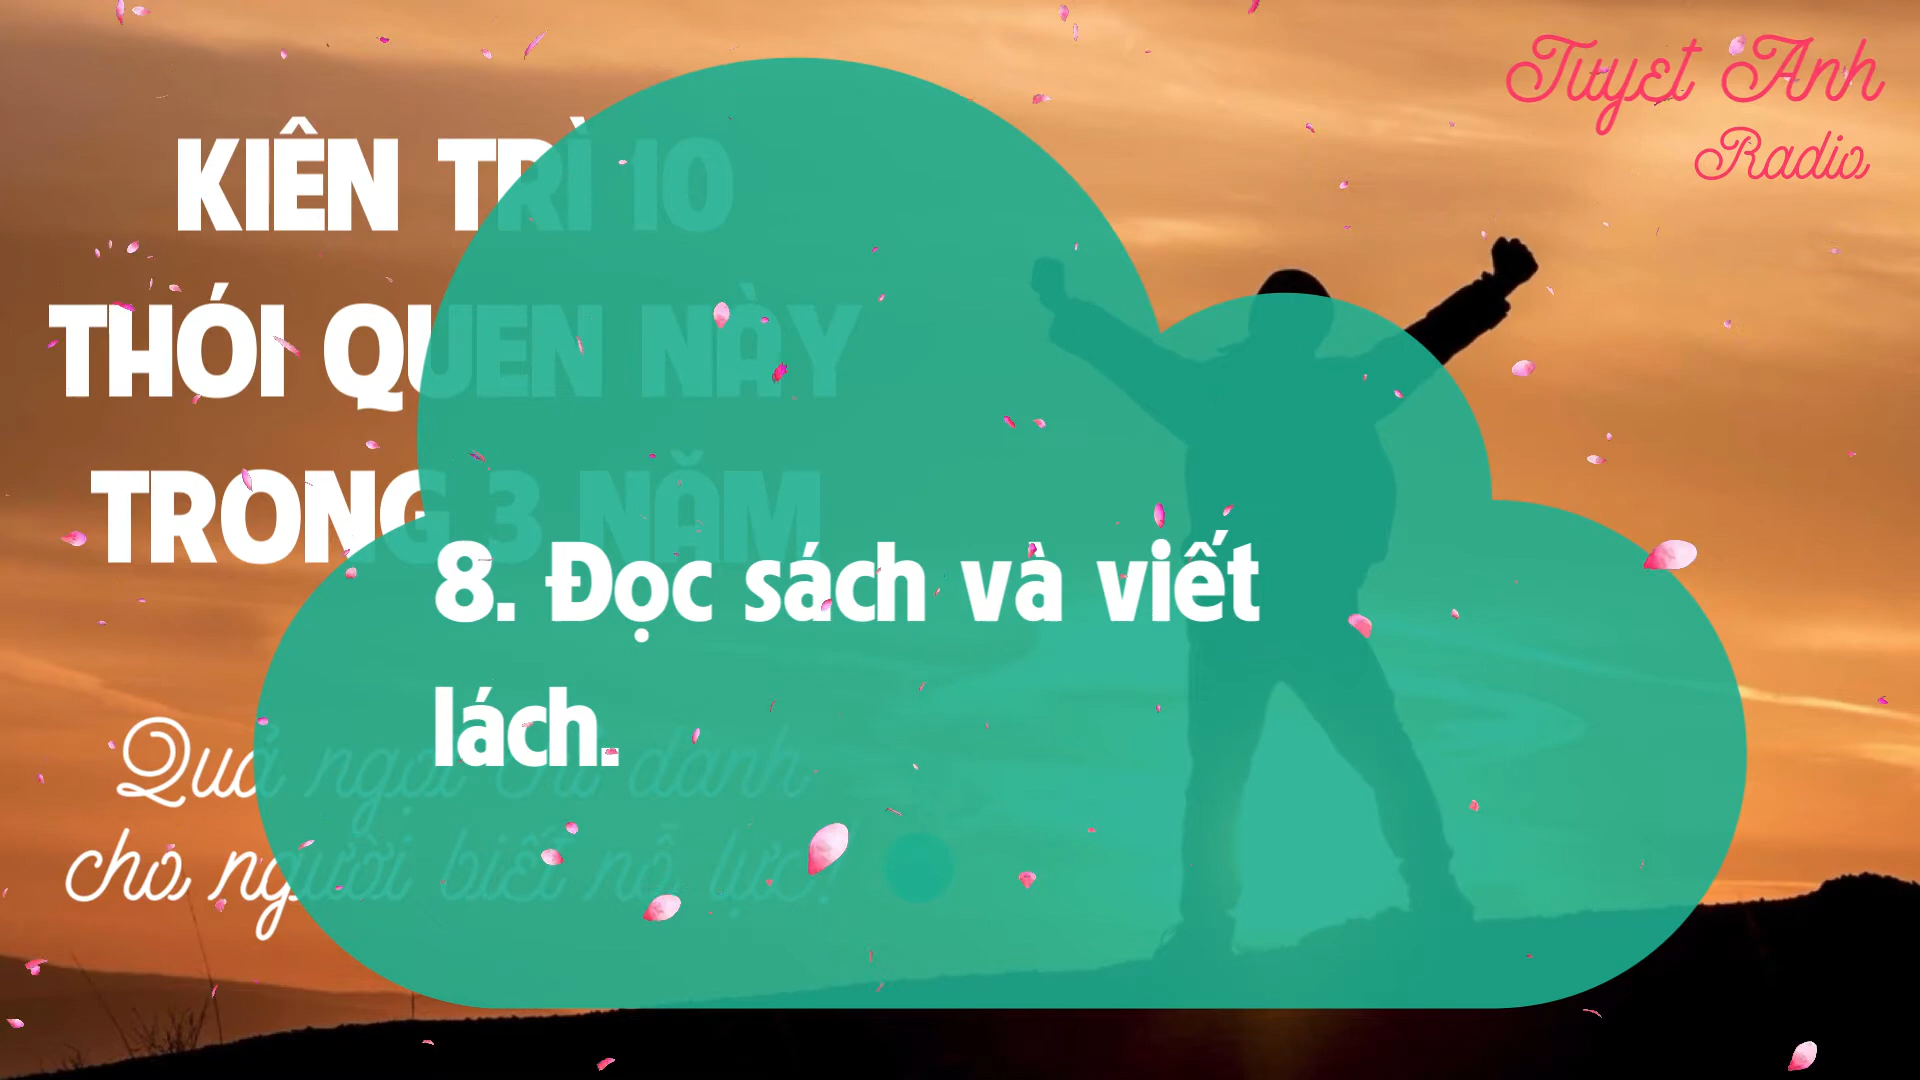 Tuyet Anh
Radio
KIÊN TRÌ 10
THÓI QUEN NÀY
TRONG 3 NĂM
8. Đọc sách và viết
lách.
Quả ngọt chỉ dành
cho người biết nỗ lực!